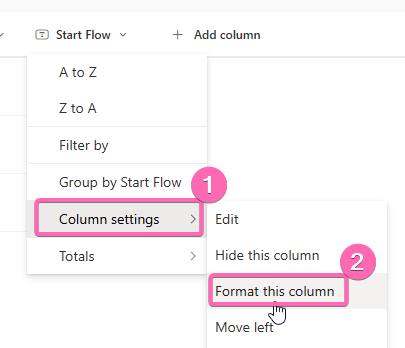 Start Flow
Add column
A to Z
Z to A
Filter by
Group by Start Flow
1
Column settings
Edit
Totals
Hide this column
2
Format this column
Move left